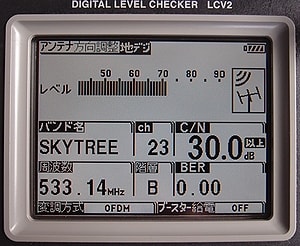 DIGITAL LEVEL CHECKER LCV2
アンテナ方向調整 地デジ
50 60 70 80 90
レベル
バンド名 ch C/N
SKYTREE 23 30.0 以上 dB
周波数 階層 BER
533.14 MHz B 0.00
変調方式 OFDM ブースター給電 OFF